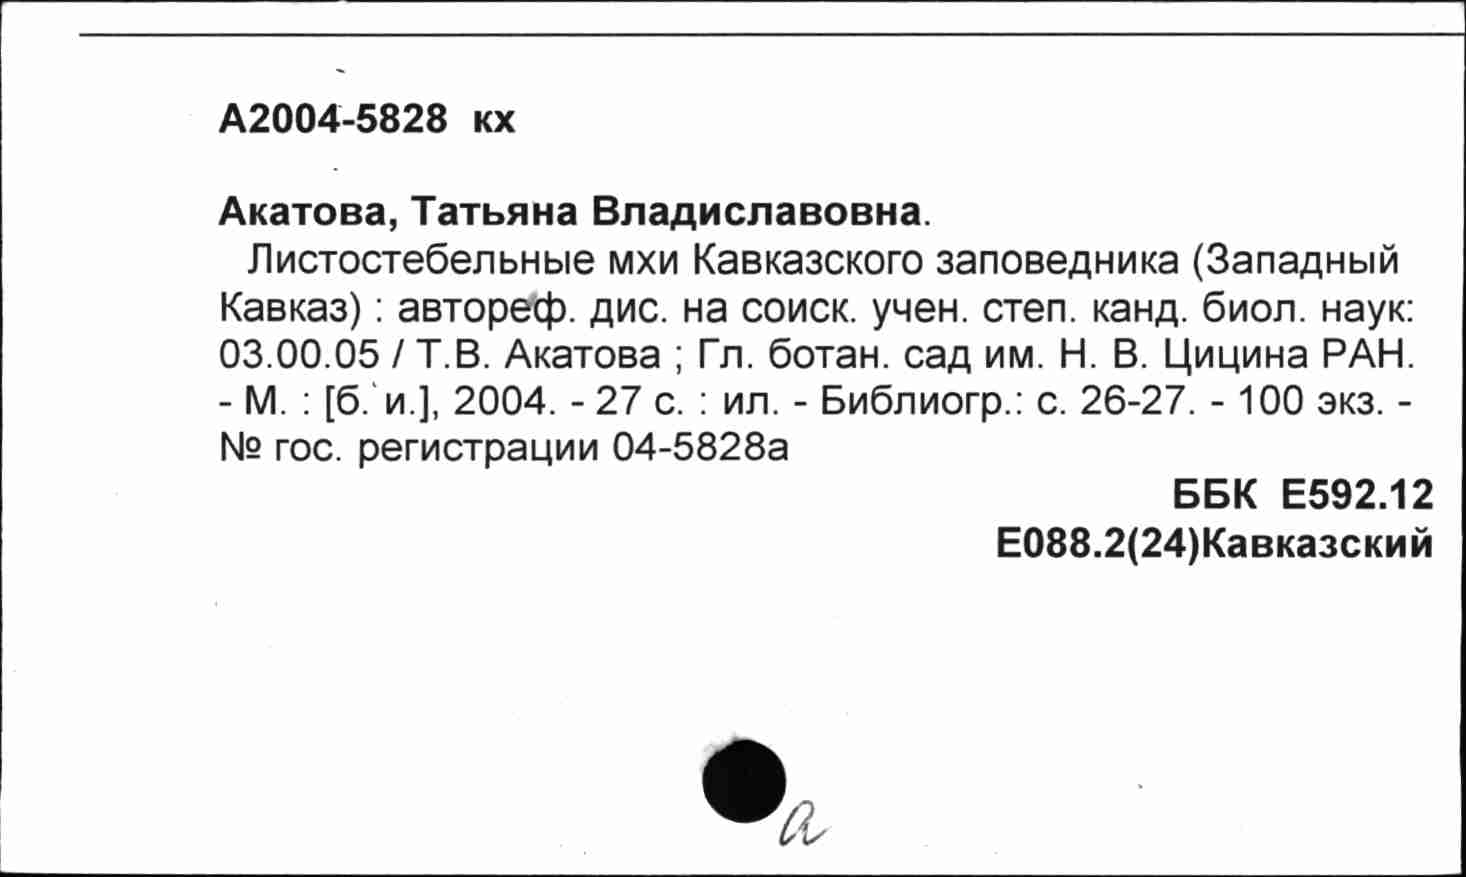 А2004-5828 кх
Акатова, Татьяна Владиславовна.
Листостебельные мхи Кавказского заповедника (Западный
Кавказ) : автореф. дис. на соиск. учен. степ. канд. биол. наук:
03.00.05 / Т.В. Акатова ; Гл. ботан. сад им. Н. В. Цицина РАН.
- М. : [б. и.], 2004. - 27 с. : ил. - Библиогр.: с. 26-27. - 100 экз. -
№ гос. регистрации 04-5828а
ББК Е592.12
Е088.2(24)Кавказский
а